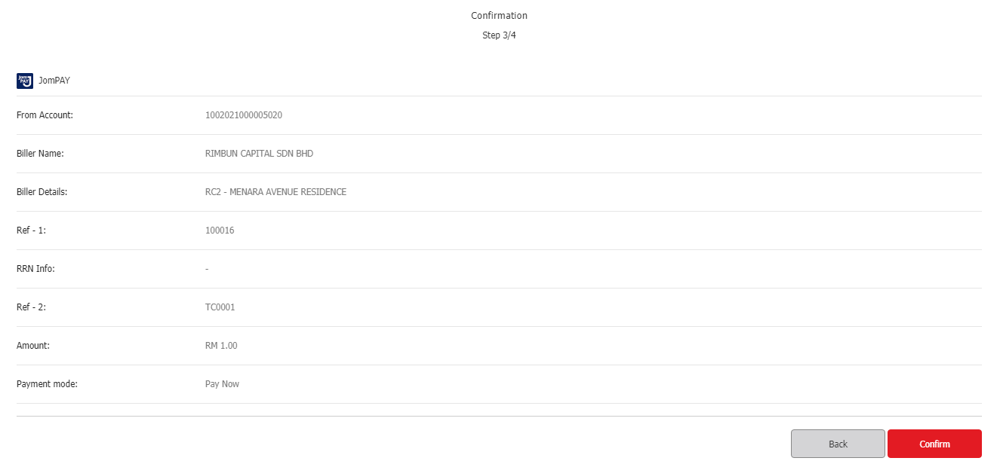 Confirmation
Step 3/4
Jom PAY JomPAY
From Account: 1002021000005020
Biller Name: RIMBUN CAPITAL SDN BHD
Biller Details: RC2 - MENARA AVENUE RESIDENCE
Ref - 1: 100016
RRN Info: -
Ref - 2: TC0001
Amount: RM 1.00
Payment mode: Pay Now
Back Confirm